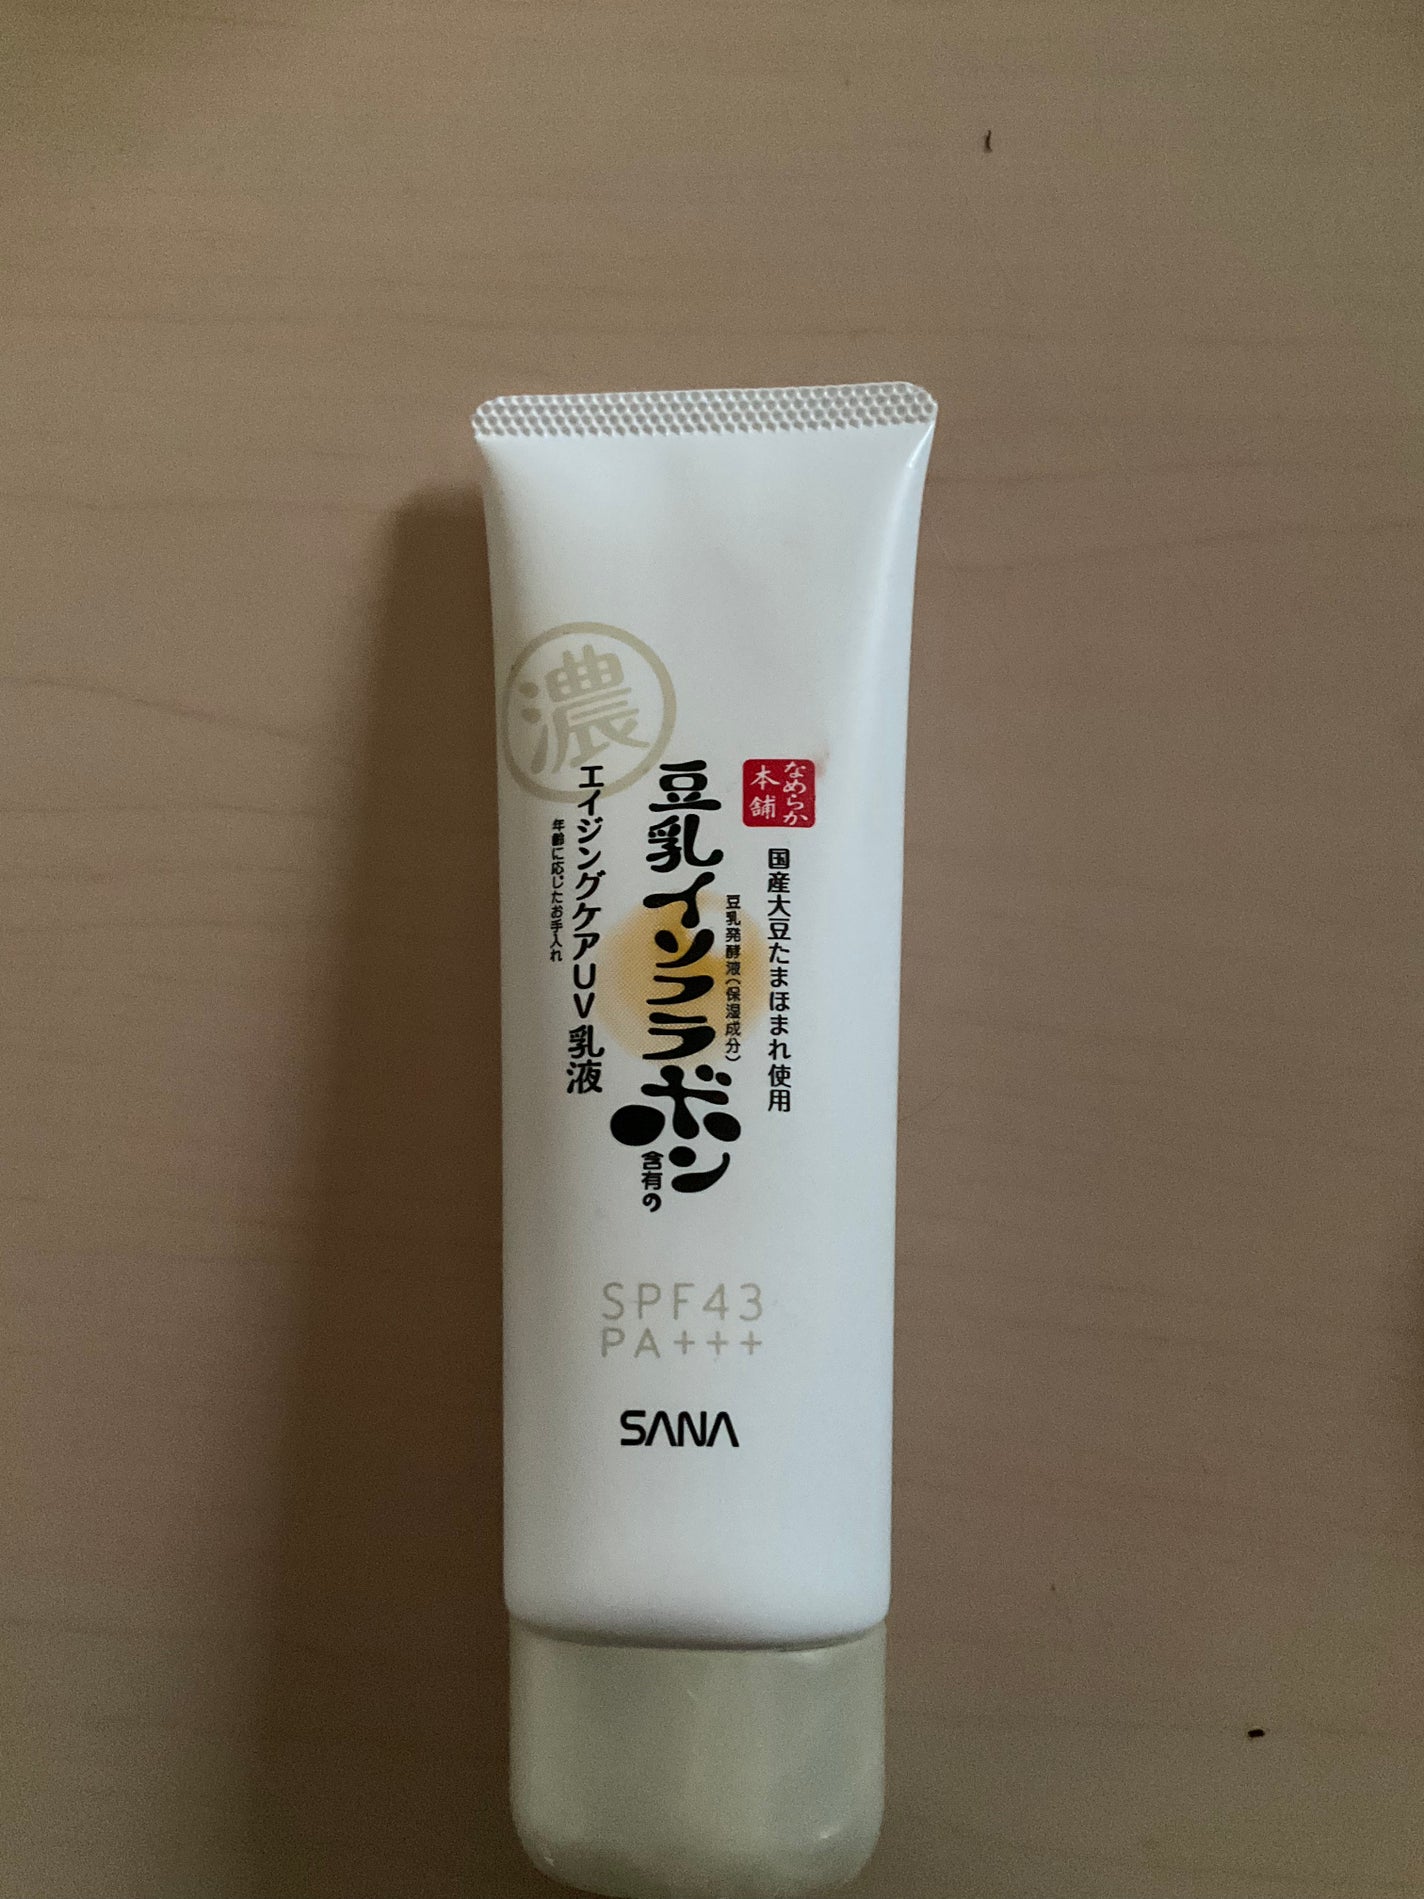 濃
なめらか
本舗
国産大豆たまほまれ使用
豆乳発酵液(保湿成分)
豆乳イソフラボン
含有の
エイジングケアUV乳液
年齢に応じたお手入れ
SPF43
PA+++
SANA